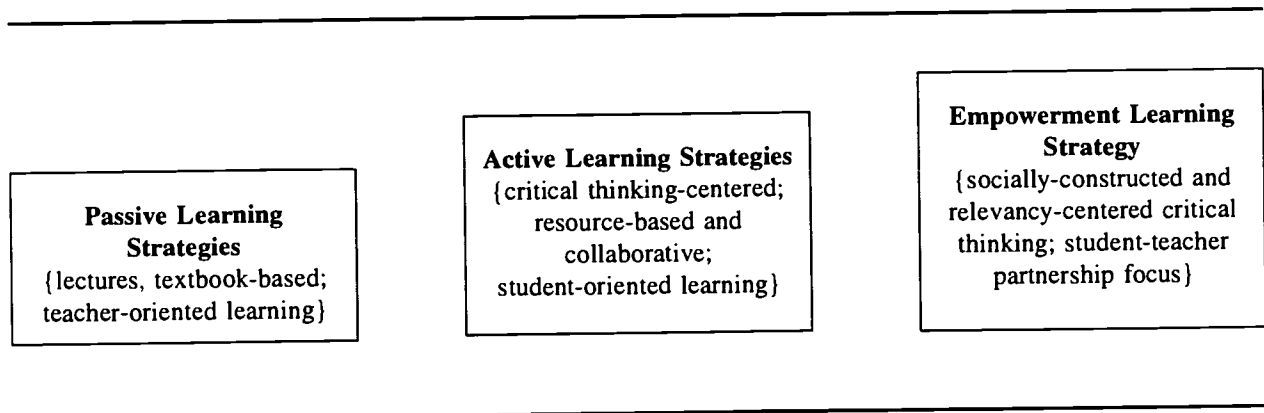 Passive Learning
Strategies
{lectures, textbook-based;
teacher-oriented learning}
Active Learning Strategies
{critical thinking-centered;
resource-based and
collaborative;
student-oriented learning}
Empowerment Learning
Strategy
{socially-constructed and
relevancy-centered critical
thinking; student-teacher
partnership focus}